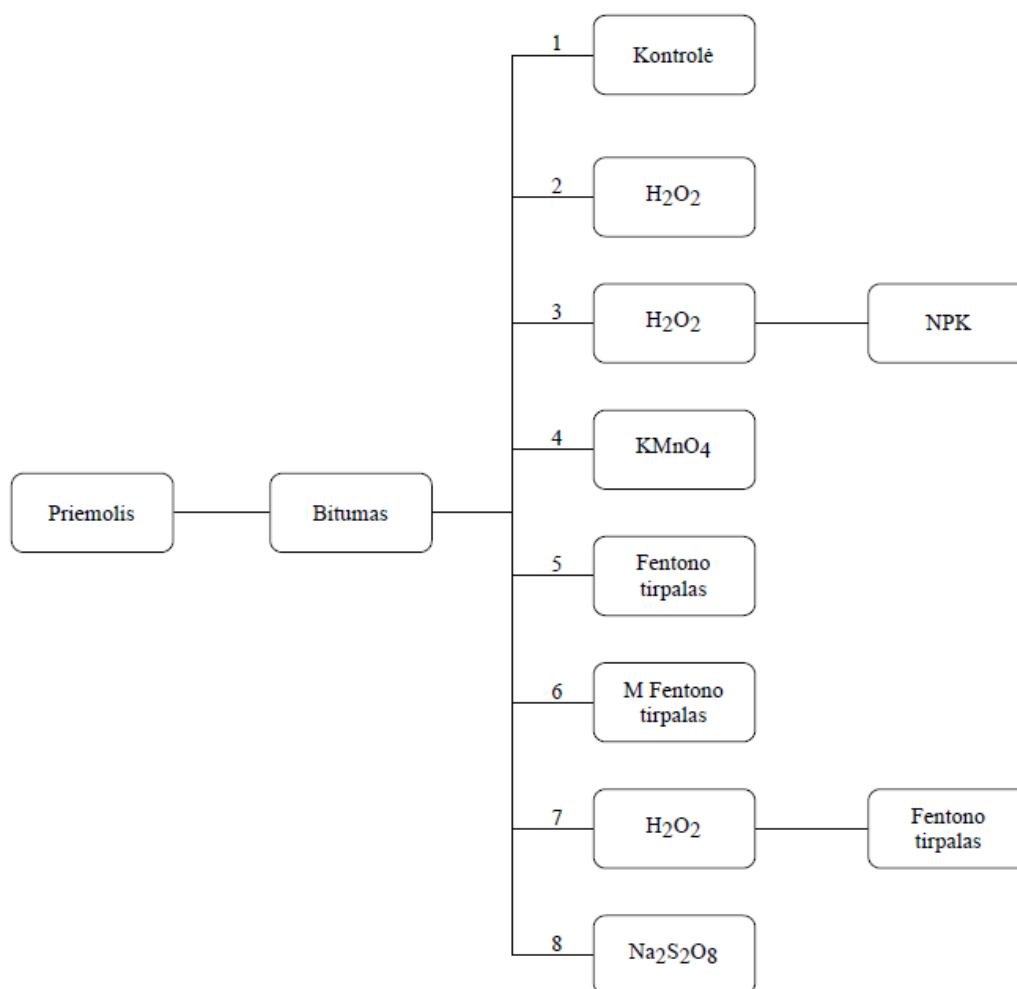 1
Kontrolė
2
H2O2
3
H2O2
NPK
4
KMnO4
Priemolis
Bitumas
5
Fentono
tirpalas
6
M Fentono
tirpalas
7
H2O2
Fentono
tirpalas
8
Na2S2O8